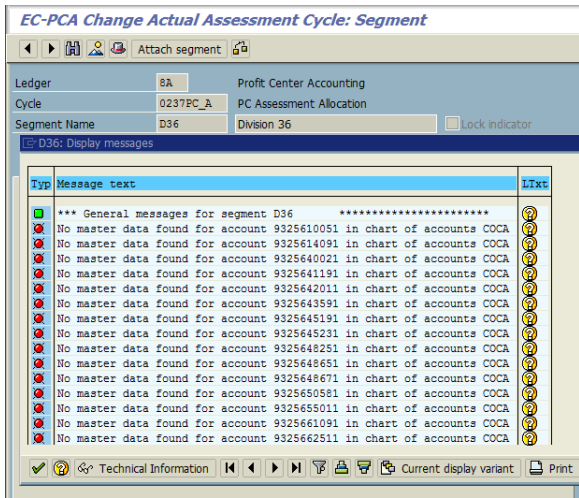 EC-PCA Change Actual Assessment Cycle: Segment
Attach segment
Ledger 8A Profit Center Accounting
Cycle 0237PC_A PC Assessment Allocation
Segment Name D36 Division 36 Lock indicator
D36: Display messages
Typ Message text LTxt
*** General messages for segment D36 ***********************
No master data found for account 9325610051 in chart of accounts COCA
No master data found for account 9325614091 in chart of accounts COCA
No master data found for account 9325640021 in chart of accounts COCA
No master data found for account 9325641191 in chart of accounts COCA
No master data found for account 9325642011 in chart of accounts COCA
No master data found for account 9325643591 in chart of accounts COCA
No master data found for account 9325645191 in chart of accounts COCA
No master data found for account 9325645231 in chart of accounts COCA
No master data found for account 9325648251 in chart of accounts COCA
No master data found for account 9325648651 in chart of accounts COCA
No master data found for account 9325648671 in chart of accounts COCA
No master data found for account 9325650581 in chart of accounts COCA
No master data found for account 9325655011 in chart of accounts COCA
No master data found for account 9325661091 in chart of accounts COCA
No master data found for account 9325662511 in chart of accounts COCA
Technical Information Current display variant Print